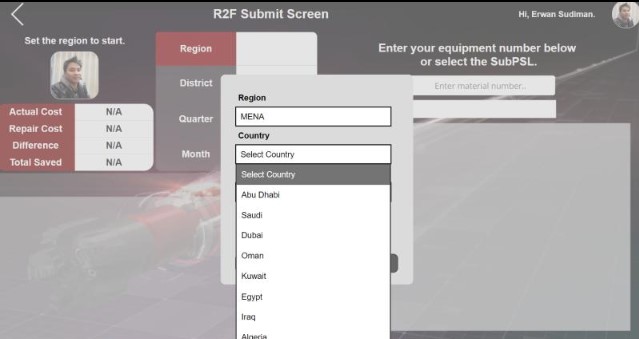 R2F Submit Screen
Hi, Erwan Sudiman.
Set the region to start.
Actual Cost N/A
Repair Cost N/A
Difference N/A
Total Saved N/A
Region
District
Quarter
Month
Enter your equipment number below
or select the SubPSL.
Enter material number..
Region
MENA
Country
Select Country
Select Country
Abu Dhabi
Saudi
Dubai
Oman
Kuwait
Egypt
Iraq
Algeria